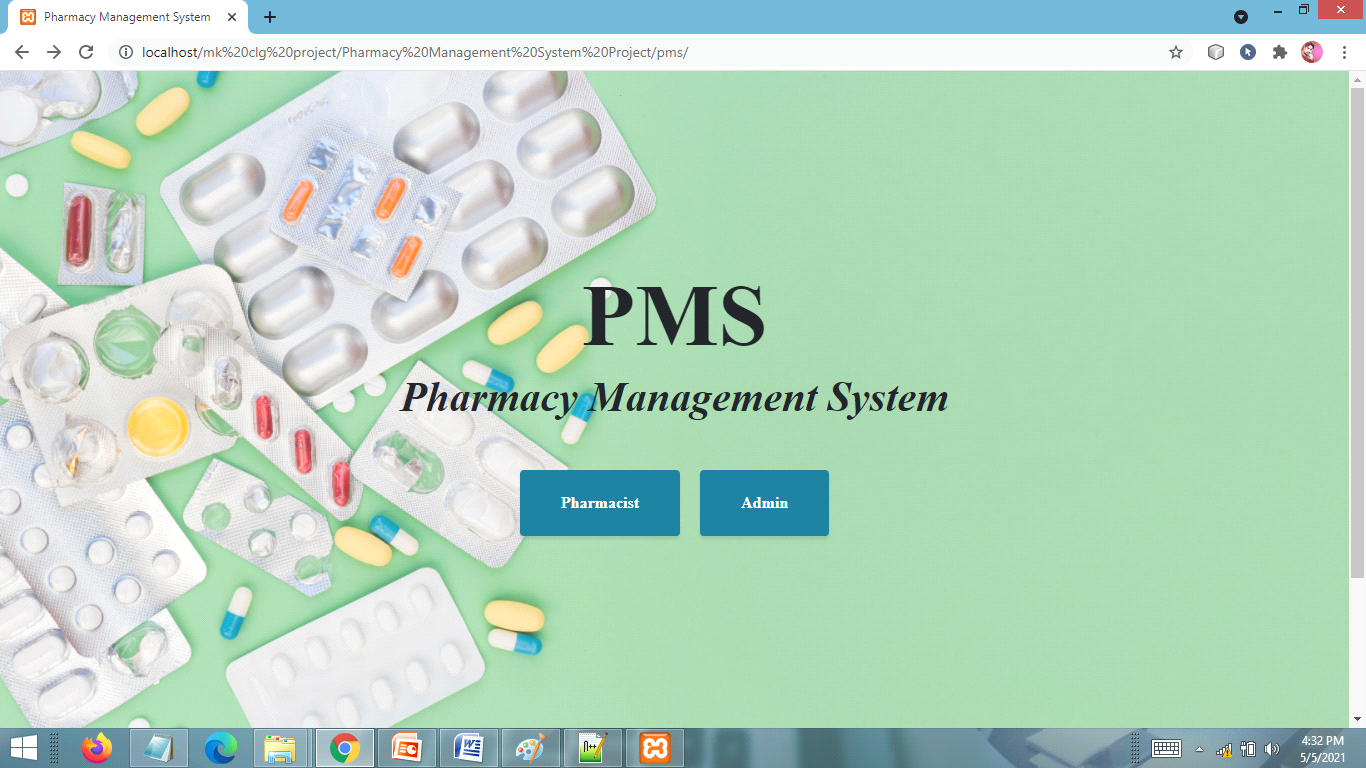 Pharmacy Management System
localhost/mk%20clg%20project/Pharmacy%20Management%20System%20Project/pms/
PMS
Pharmacy Management System
Pharmacist Admin
4:32 PM
5/5/2021